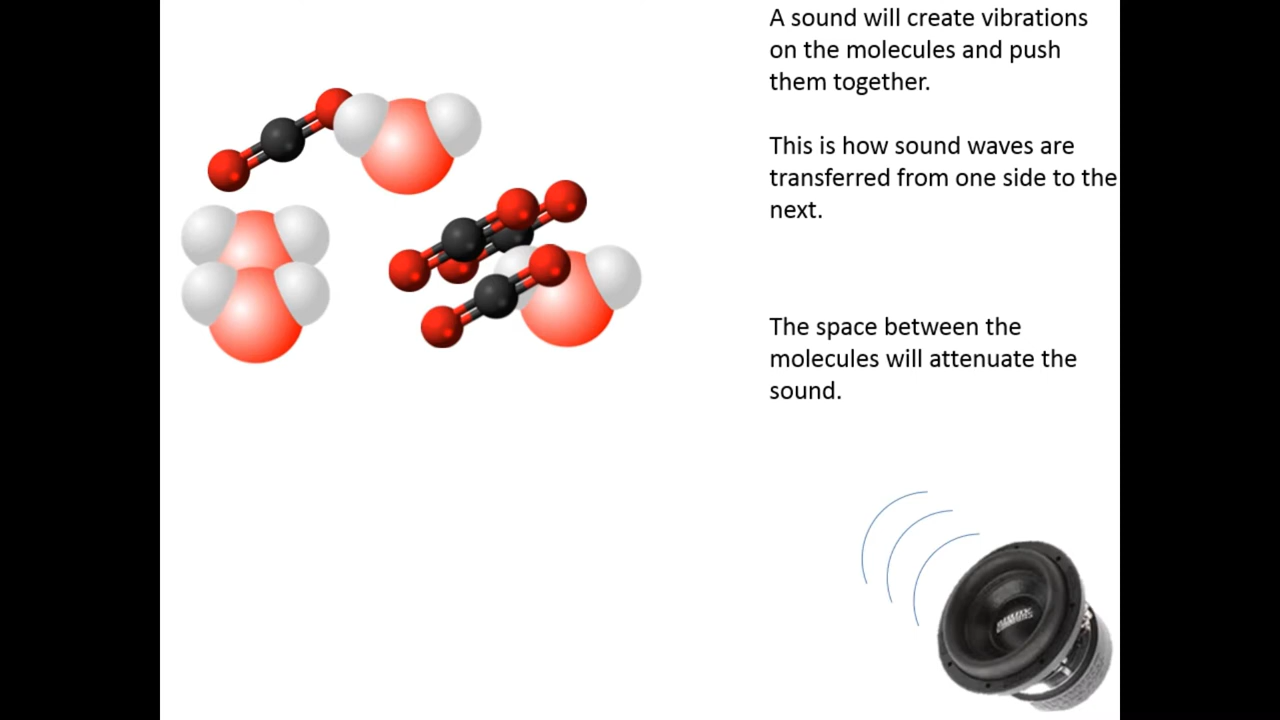 A sound will create vibrations
on the molecules and push
them together.
This is how sound waves are
transferred from one side to the
next.
The space between the
molecules will attenuate the
sound.